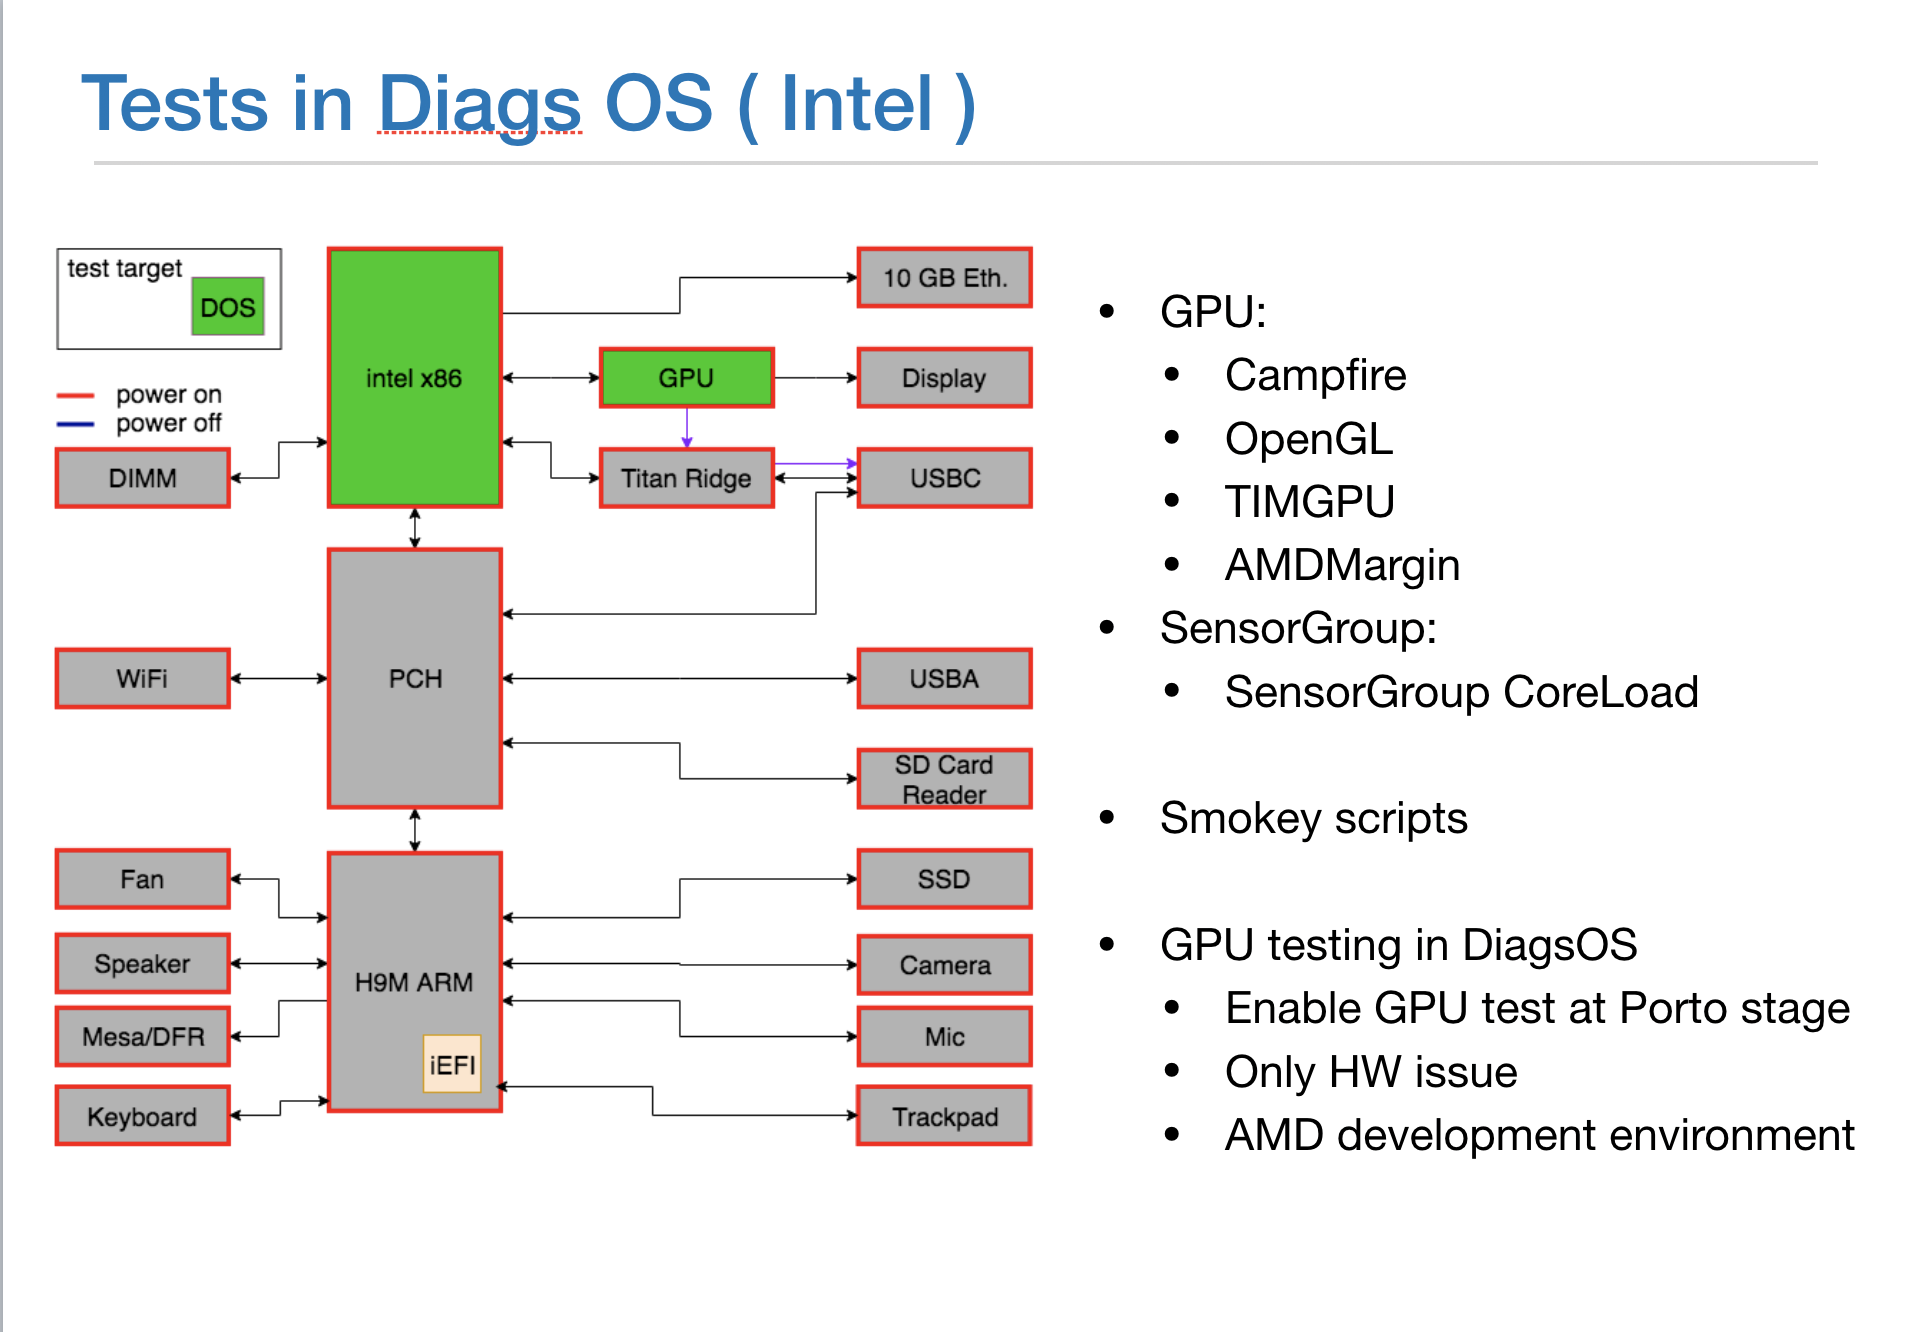 Tests in Diags OS ( Intel )
test target
DOS
power on
power off
intel x86
10 GB Eth.
GPU
Display
DIMM
Titan Ridge
USBC
WiFi
PCH
USBA
SD Card
Reader
Fan
SSD
Speaker
Camera
H9M ARM
Mesa/DFR
Mic
iEFI
Keyboard
Trackpad
• GPU:
• Campfire
• OpenGL
• TIMGPU
• AMDMargin
• SensorGroup:
• SensorGroup CoreLoad
• Smokey scripts
• GPU testing in DiagsOS
• Enable GPU test at Porto stage
• Only HW issue
• AMD development environment